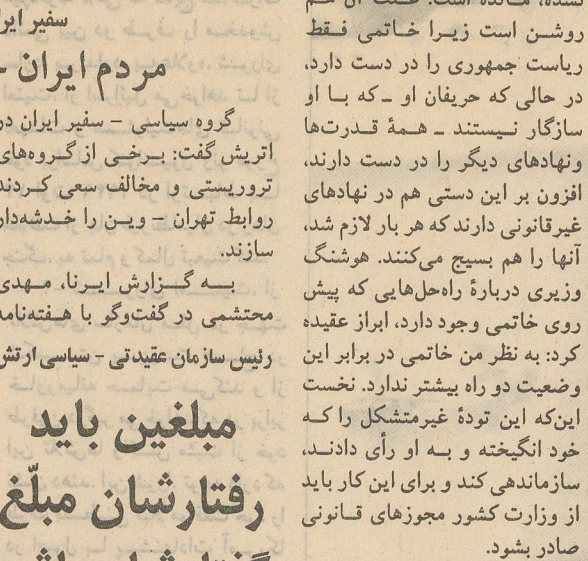 روشن است زیرا خاتمی فقط
ریاست جمهوری را در دست دارد،
در حالی که حریفان او ـ که با او
سازگار نیستند ـ همهٔ قدرت‌ها
ونهادهای دیگر را در دست دارند،
افزون بر این دستی هم در نهادهای
غیرقانونی دارند که هر بار لازم شد،
آنها را هم بسیج می‌کنند. هوشنگ
وزیری دربارهٔ راه‌حل‌هایی که پیش
روی خاتمی وجود دارد، ابراز عقیده
کرد: به نظر من خاتمی در برابر این
وضعیت دو راه بیشتر ندارد. نخست
این‌که این تودهٔ غیرمتشکل را که
خود انگیخته و به او رأی دادند،
سازماندهی کند و برای این کار باید
از وزارت کشور مجوزهای قانونی
صادر بشود.
سفیر ایر
مردم ایران -
گروه سیاسی – سفیر ایران در
اتریش گفت: برخی از گروه‌های
تروریستی و مخالف سعی کردند
روابط تهران – وین را خدشه‌دار
سازند.
به گزارش ایرنا، مهدی
محتشمی در گفت‌وگو با هفته‌نامه
رئیس سازمان عقیدتی – سیاسی ارتش
مبلغین باید
رفتارشان مبلّغ